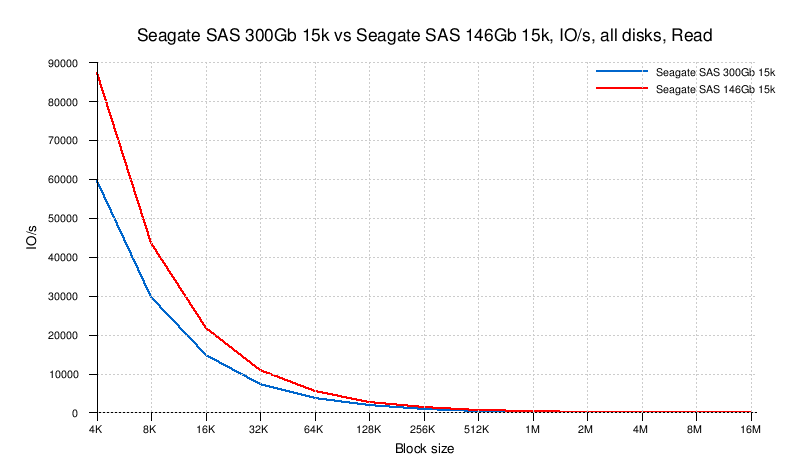 Seagate SAS 300Gb 15k vs Seagate SAS 146Gb 15k, IO/s, all disks, Read
Seagate SAS 300Gb 15k
Seagate SAS 146Gb 15k
IO/s
90000
80000
70000
60000
50000
40000
30000
20000
10000
0
4K 8K 16K 32K 64K 128K 256K 512K 1M 2M 4M 8M 16M
Block size